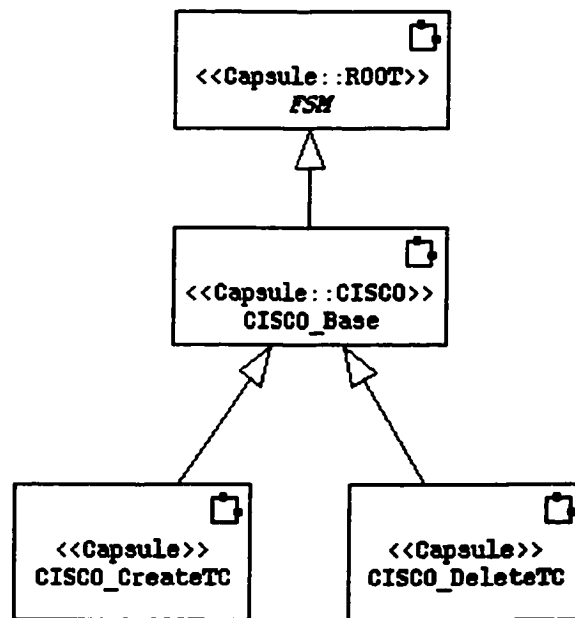 <<Capsule::ROOT>>
FSM
<<Capsule::CISCO>>
CISCO_Base
<<Capsule>>
CISCO_CreateTC
<<Capsule>>
CISCO_DeleteTC